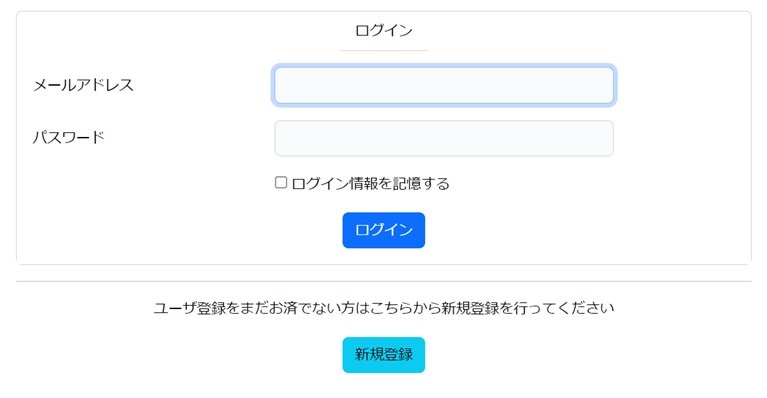 ログイン
メールアドレス
パスワード
ログイン情報を記憶する
ログイン
ユーザ登録をまだお済でない方はこちらから新規登録を行ってください
新規登録